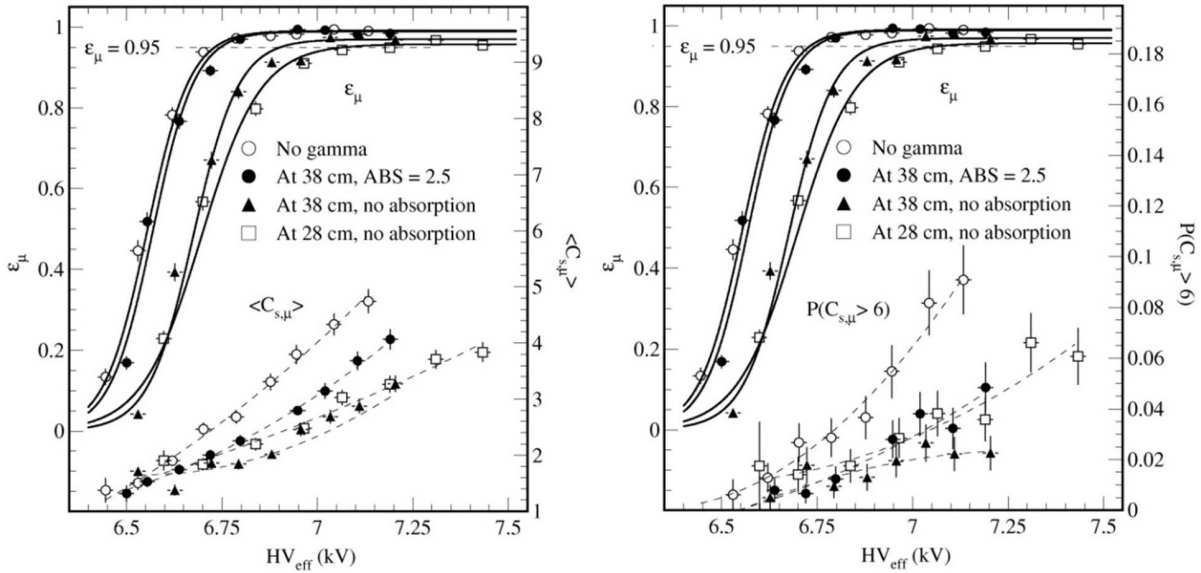 1
0.8
0.6
0.4
0.2
0
ε_μ
ε_μ = 0.95
ε_μ
No gamma
At 38 cm, ABS = 2.5
At 38 cm, no absorption
At 28 cm, no absorption
<C_s,μ>
9
8
7
6
5
4
3
2
1
<C_s,μ>
6.5 6.75 7 7.25 7.5
HV_eff (kV)
1
0.8
0.6
0.4
0.2
0
ε_μ
ε_μ = 0.95
ε_μ
No gamma
At 38 cm, ABS = 2.5
At 38 cm, no absorption
At 28 cm, no absorption
P(C_s,μ> 6)
0.18
0.16
0.14
0.12
0.1
0.08
0.06
0.04
0.02
0
P(C_s,μ> 6)
6.5 6.75 7 7.25 7.5
HV_eff (kV)